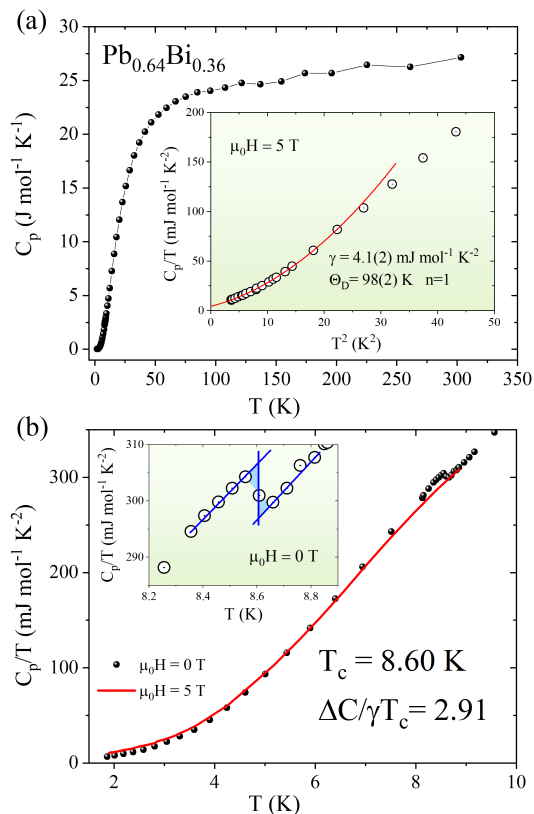 (a)
Pb0.64Bi0.36
Cp (J mol-1 K-1)
30
25
20
15
10
5
0
0 50 100 150 200 250 300 350
T (K)
μ0H = 5 T
Cp/T (mJ mol-1 K-2)
200
150
100
50
0
γ = 4.1(2) mJ mol-1 K-2
ΘD= 98(2) K n=1
0 10 20 30 40 50
T2 (K2)
(b)
Cp/T (mJ mol-1 K-2)
300
200
100
0
Cp/T (mJ mol-1 K-2)
310
305
300
295
290
μ0H = 0 T
8.2 8.4 8.6 8.8
T (K)
μ0H = 0 T
μ0H = 5 T
Tc = 8.60 K
ΔC/γTc= 2.91
2 4 6 8 10
T (K)